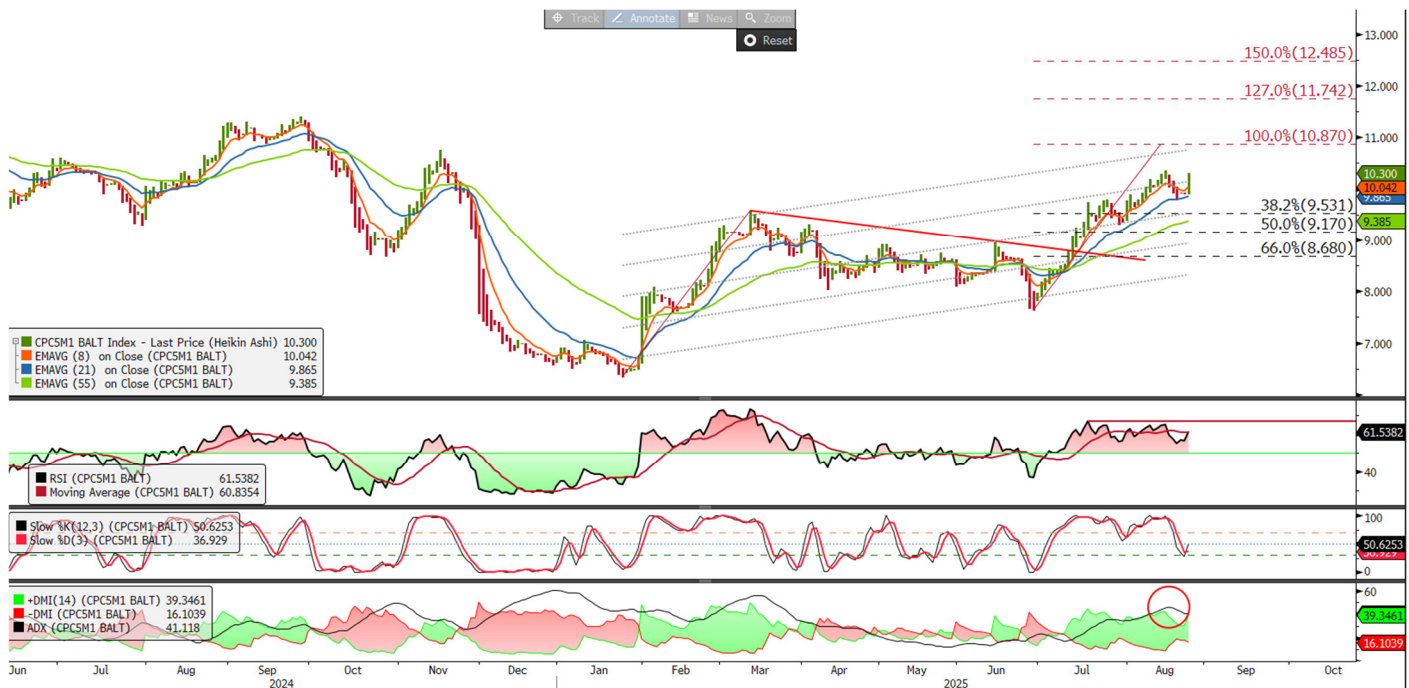 Track Annotate News Zoom
Reset
13.000
150.0%(12.485)
12.000
127.0%(11.742)
11.000
100.0%(10.870)
10.300
10.042
9.865
38.2%(9.531)
9.385
50.0%(9.170)
9.000
66.0%(8.680)
8.000
7.000
CPC5M1 BALT Index - Last Price (Heikin Ashi) 10.300
EMAVG (8) on Close (CPC5M1 BALT) 10.042
EMAVG (21) on Close (CPC5M1 BALT) 9.865
EMAVG (55) on Close (CPC5M1 BALT) 9.385
61.5382
40
RSI (CPC5M1 BALT) 61.5382
Moving Average (CPC5M1 BALT) 60.8354
100
Slow %K(12,3) (CPC5M1 BALT) 50.6253
Slow %D(3) (CPC5M1 BALT) 36.929
50.6253
36.929
0
60
+DMI(14) (CPC5M1 BALT) 39.3461
-DMI (CPC5M1 BALT) 16.1039
ADX (CPC5M1 BALT) 41.118
39.3461
16.1039
Jun Jul Aug Sep Oct Nov Dec Jan Feb Mar Apr May Jun Jul Aug Sep Oct
2024 2025